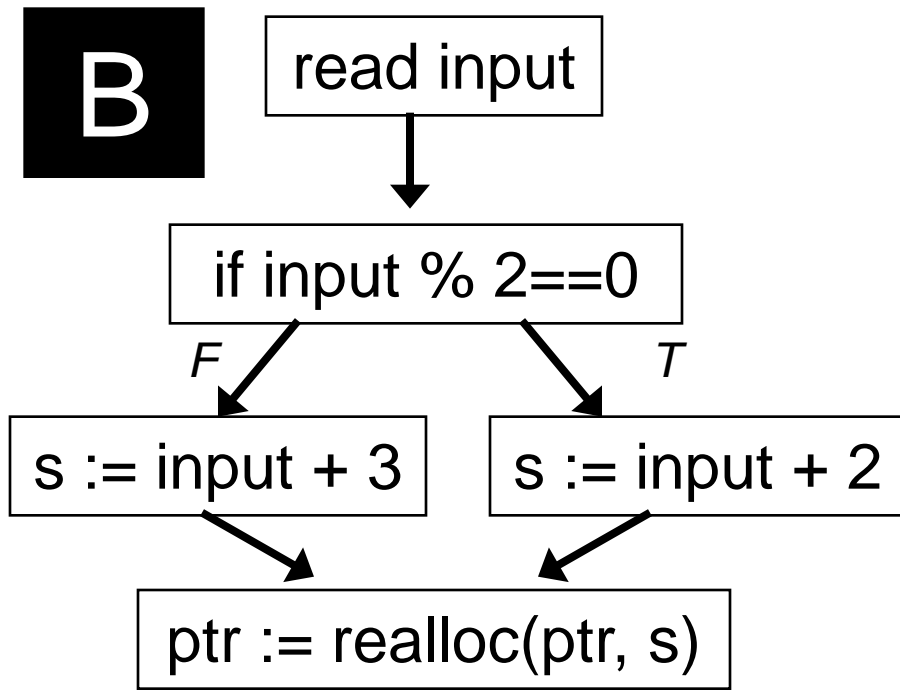 B
read input
if input % 2==0
F
T
s := input + 3
s := input + 2
ptr := realloc(ptr, s)